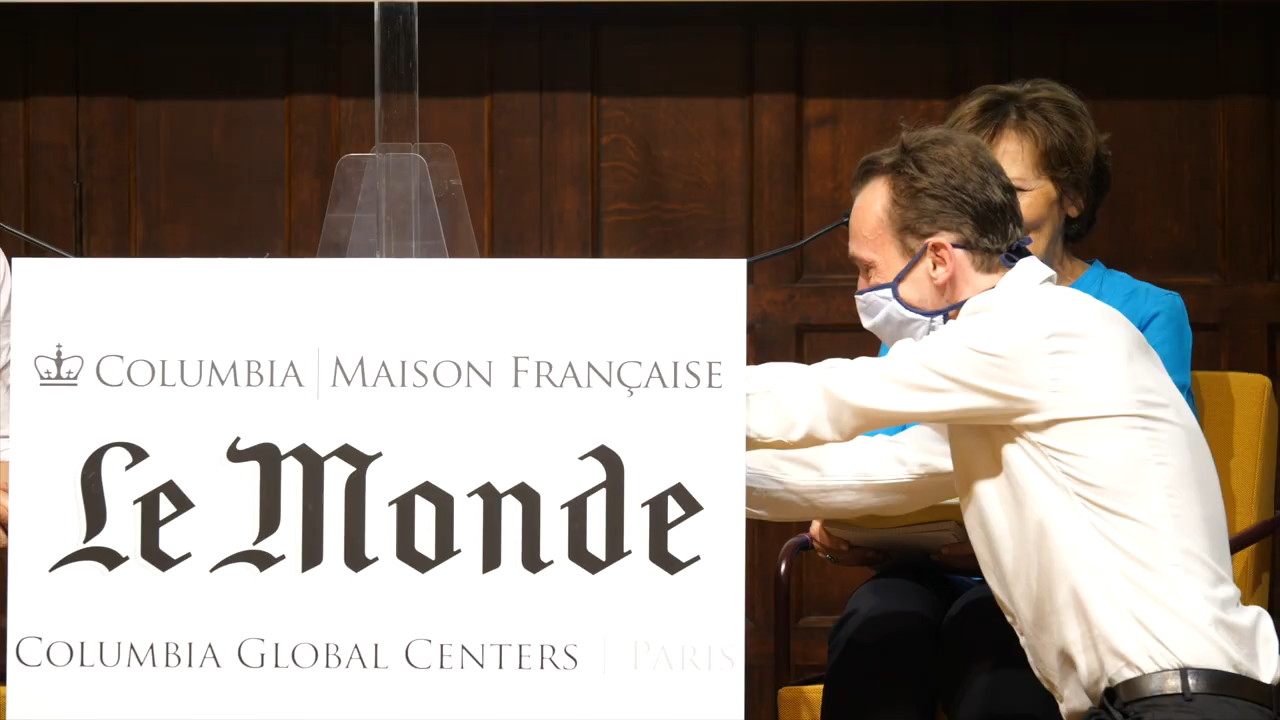 COLUMBIA | MAISON FRANÇAISE
Le Monde
COLUMBIA GLOBAL CENTERS | PARIS